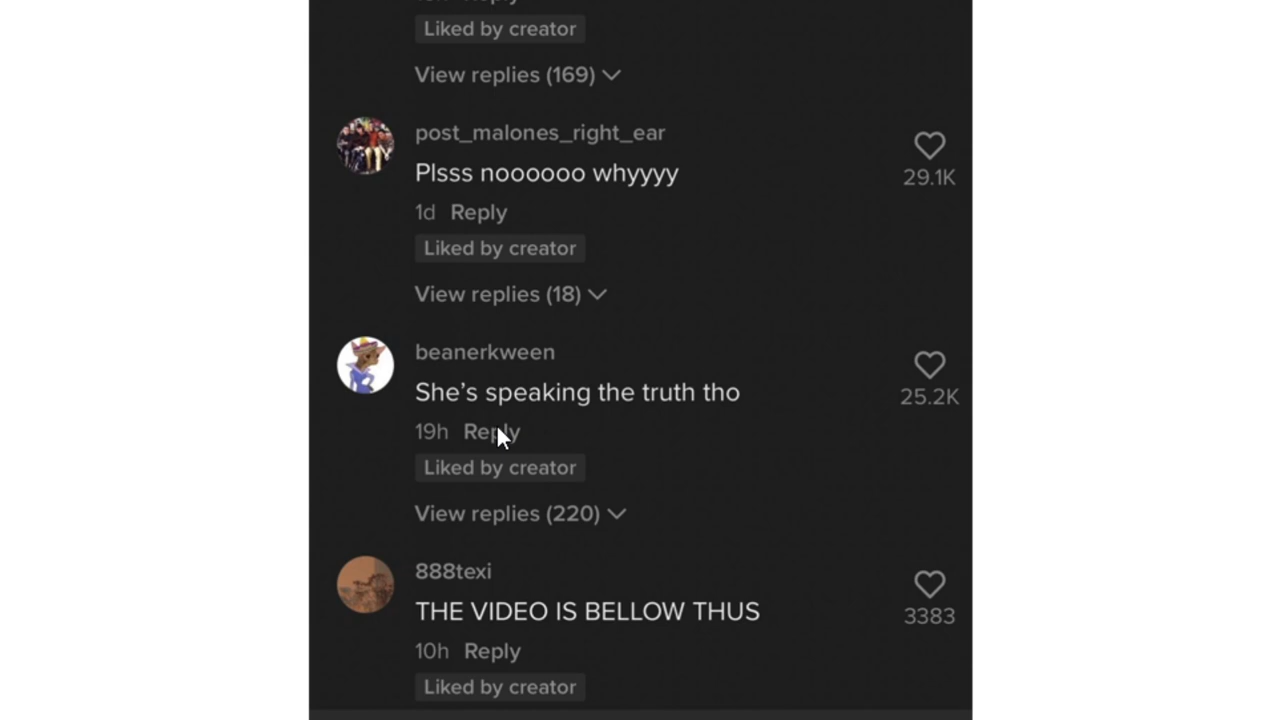 Liked by creator
View replies (169)
post_malones_right_ear
Plsss noooooo whyyyy
29.1K
1d Reply
Liked by creator
View replies (18)
beanerkween
She’s speaking the truth tho
25.2K
19h Reply
Liked by creator
View replies (220)
888texi
THE VIDEO IS BELLOW THUS
3383
10h Reply
Liked by creator